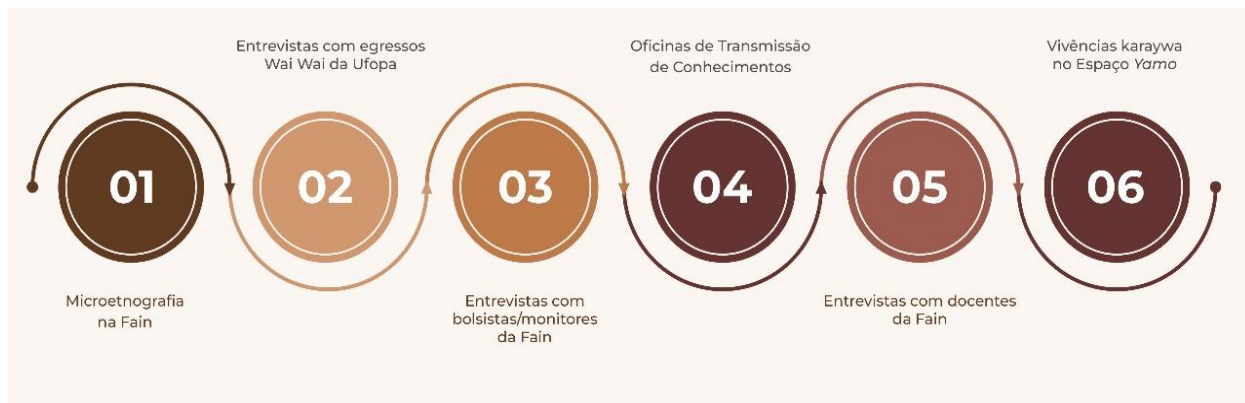 Entrevistas com egressos
Wai Wai da Ufopa
Oficinas de Transmissão
de Conhecimentos
Vivências karaywa
no Espaço Yamo
01
02
03
04
05
06
Microetnografia
na Fain
Entrevistas com
bolsistas/monitores
da Fain
Entrevistas com docentes
da Fain